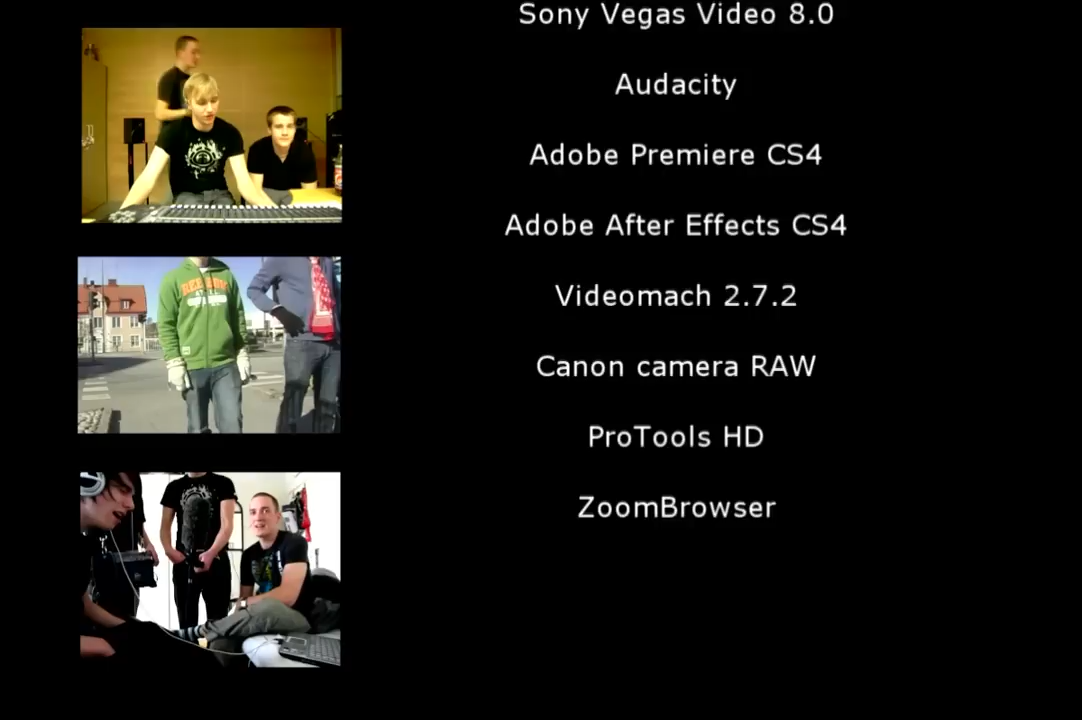 Sony Vegas Video 8.0
Audacity
Adobe Premiere CS4
Adobe After Effects CS4
Videomach 2.7.2
Canon camera RAW
ProTools HD
ZoomBrowser